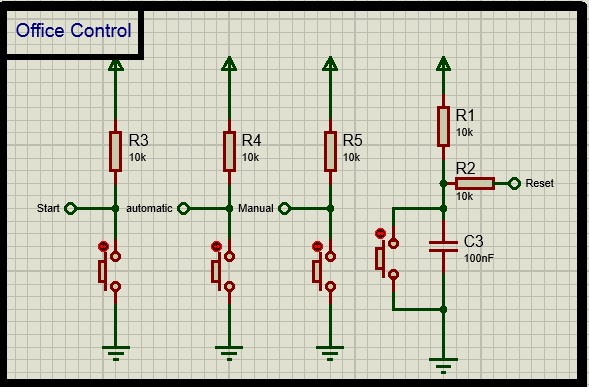 Office Control
R3
10k
R4
10k
R5
10k
R1
10k
R2
10k
Reset
Start
automatic
Manual
C3
100nF